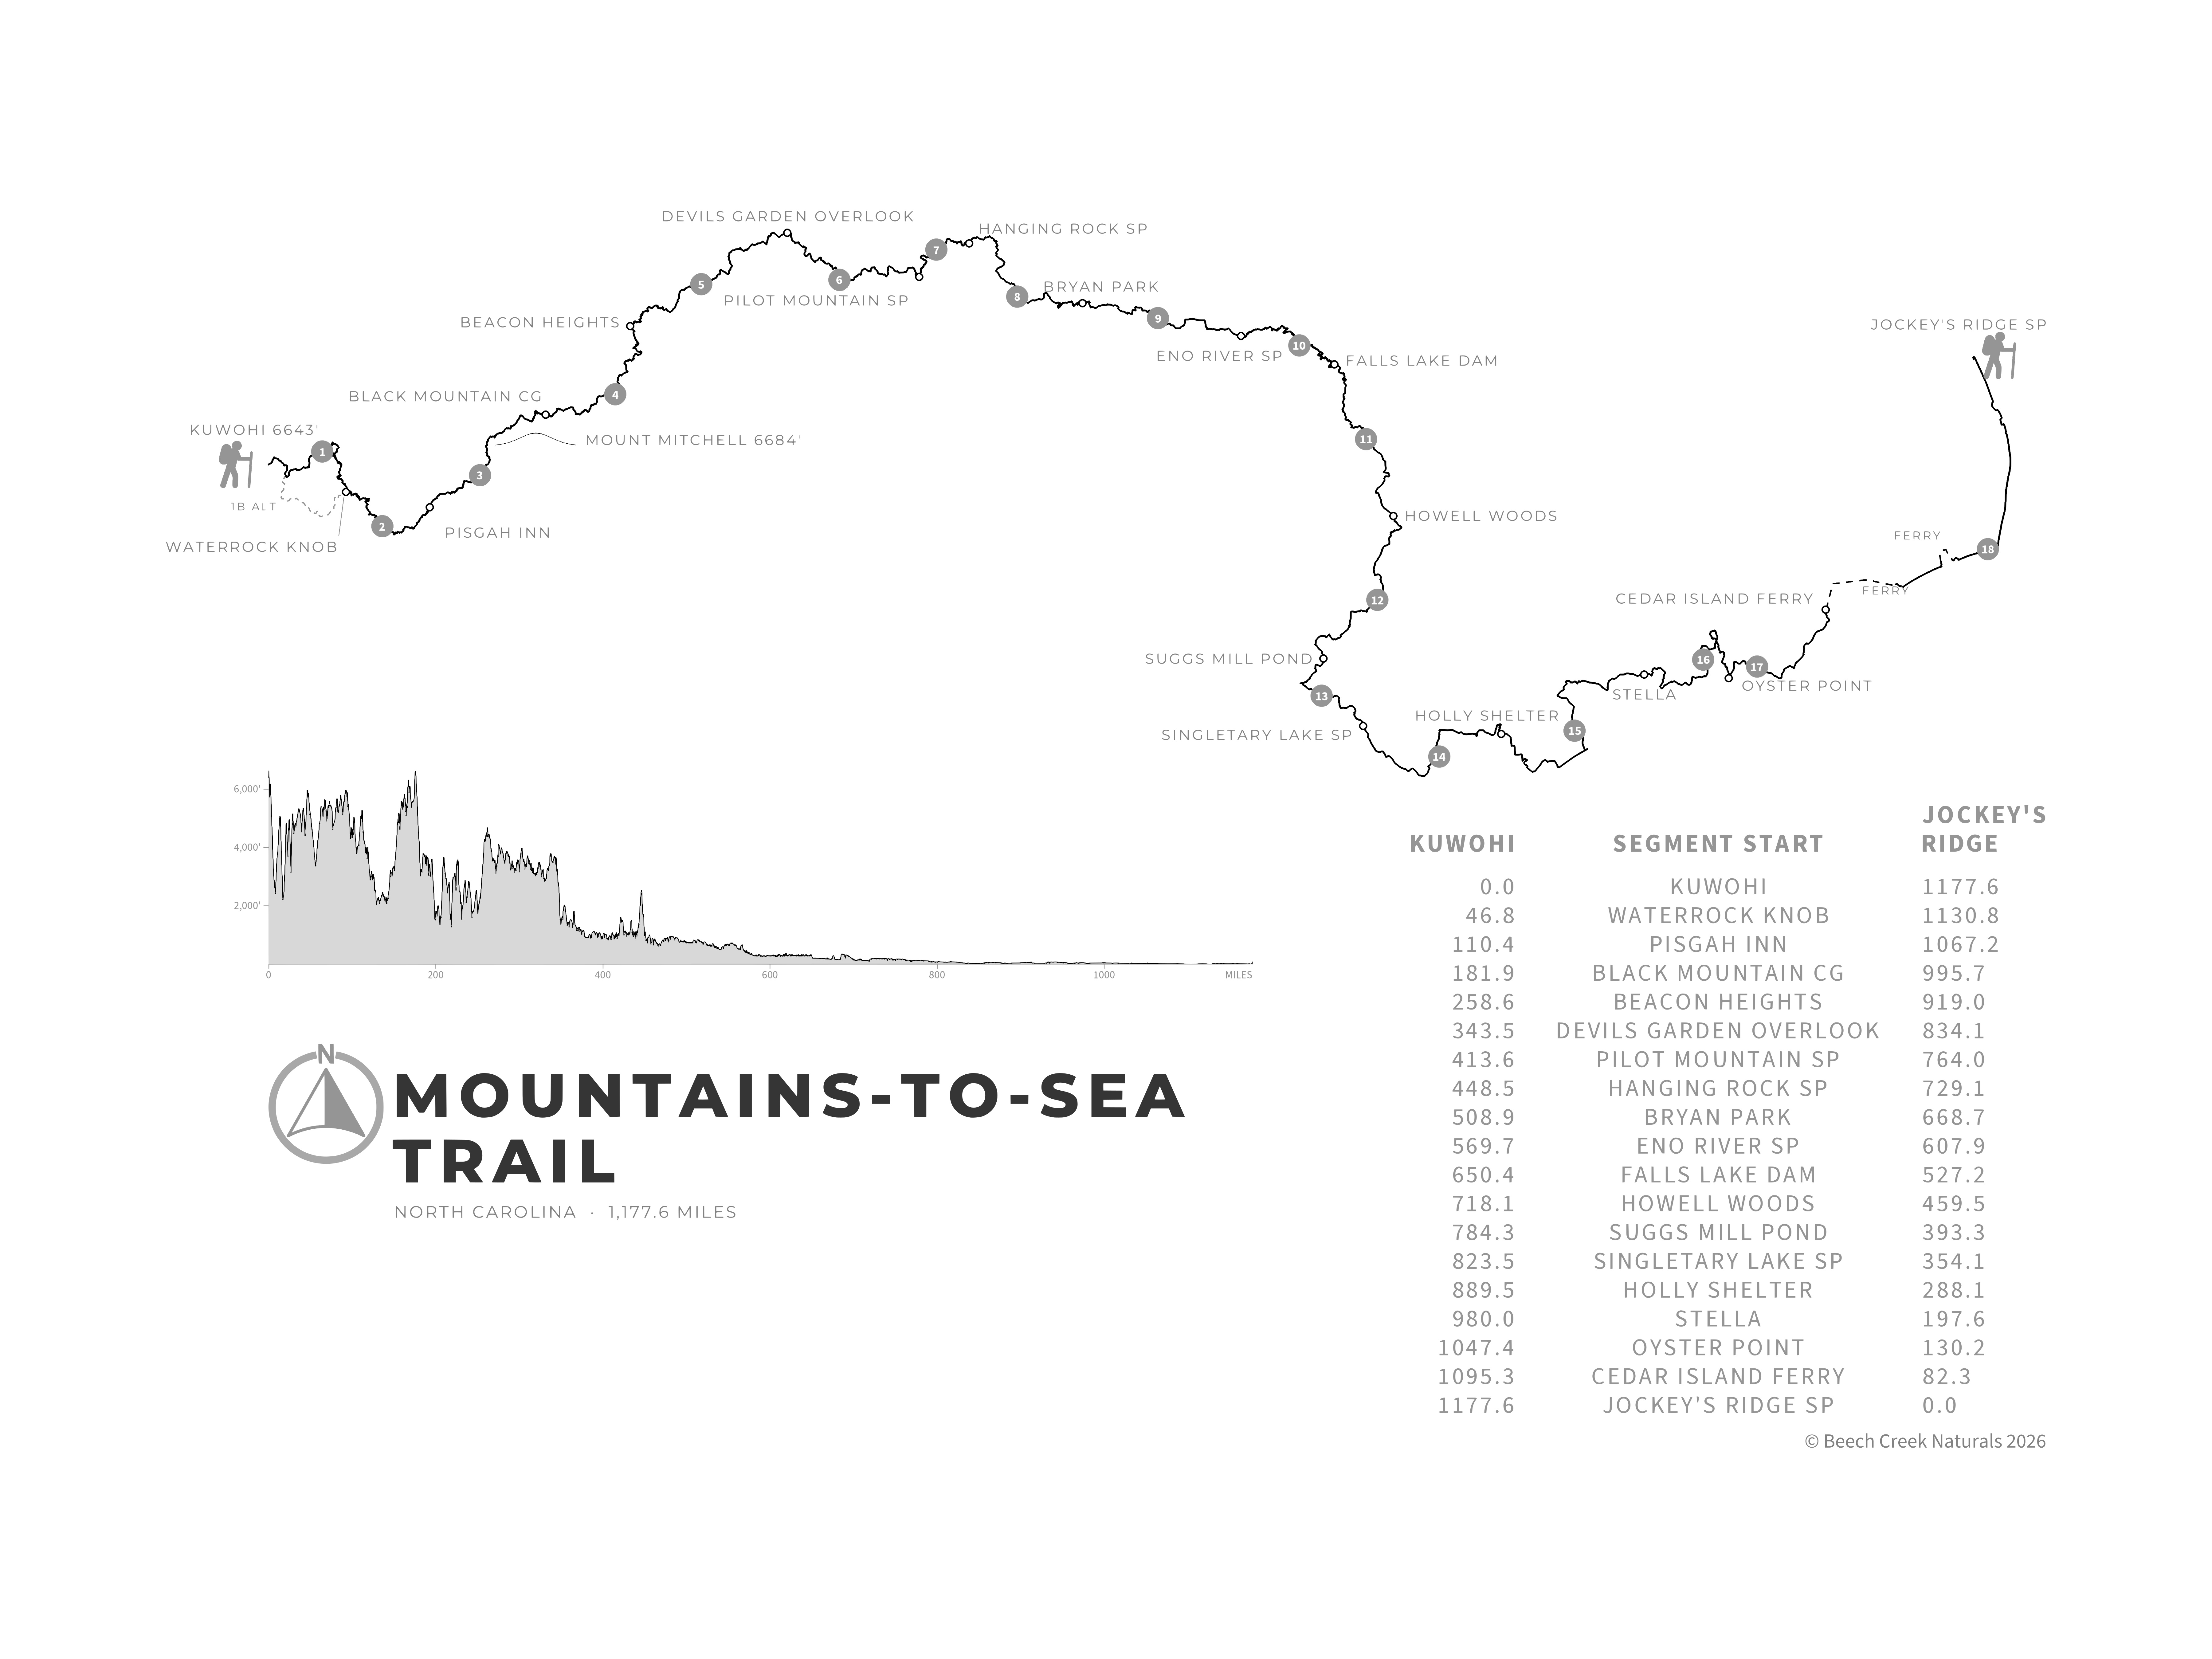 DEVILS GARDEN OVERLOOK
HANGING ROCK SP
7
6
5
PILOT MOUNTAIN SP
8
BRYAN PARK
9
BEACON HEIGHTS
ENO RIVER SP
10
FALLS LAKE DAM
JOCKEY'S RIDGE SP
BLACK MOUNTAIN CG
4
KUWOHI 6643'
1
MOUNT MITCHELL 6684'
11
3
1B ALT
2
PISGAH INN
WATERROCK KNOB
HOWELL WOODS
FERRY
18
FERRY
12
CEDAR ISLAND FERRY
SUGGS MILL POND
16
17
OYSTER POINT
STELLA
13
HOLLY SHELTER
15
SINGLETARY LAKE SP
14
6,000'
4,000'
2,000'
0 200 400 600 800 1000 MILES
N
MOUNTAINS-TO-SEA
TRAIL
NORTH CAROLINA · 1,177.6 MILES
KUWOHI SEGMENT START JOCKEY'S
RIDGE
0.0 KUWOHI 1177.6
46.8 WATERROCK KNOB 1130.8
110.4 PISGAH INN 1067.2
181.9 BLACK MOUNTAIN CG 995.7
258.6 BEACON HEIGHTS 919.0
343.5 DEVILS GARDEN OVERLOOK 834.1
413.6 PILOT MOUNTAIN SP 764.0
448.5 HANGING ROCK SP 729.1
508.9 BRYAN PARK 668.7
569.7 ENO RIVER SP 607.9
650.4 FALLS LAKE DAM 527.2
718.1 HOWELL WOODS 459.5
784.3 SUGGS MILL POND 393.3
823.5 SINGLETARY LAKE SP 354.1
889.5 HOLLY SHELTER 288.1
980.0 STELLA 197.6
1047.4 OYSTER POINT 130.2
1095.3 CEDAR ISLAND FERRY 82.3
1177.6 JOCKEY'S RIDGE SP 0.0
© Beech Creek Naturals 2026